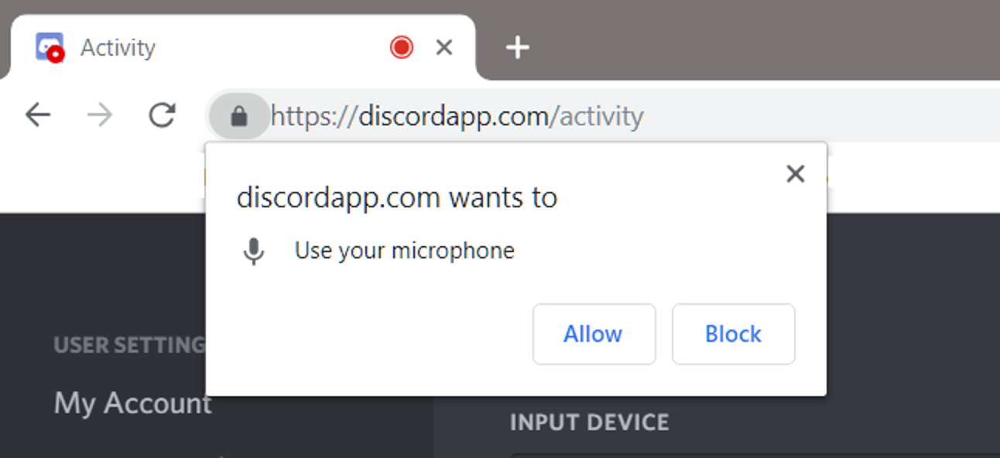 Activity
https://discordapp.com/activity
discordapp.com wants to
Use your microphone
Allow
Block
USER SETTING
My Account
INPUT DEVICE